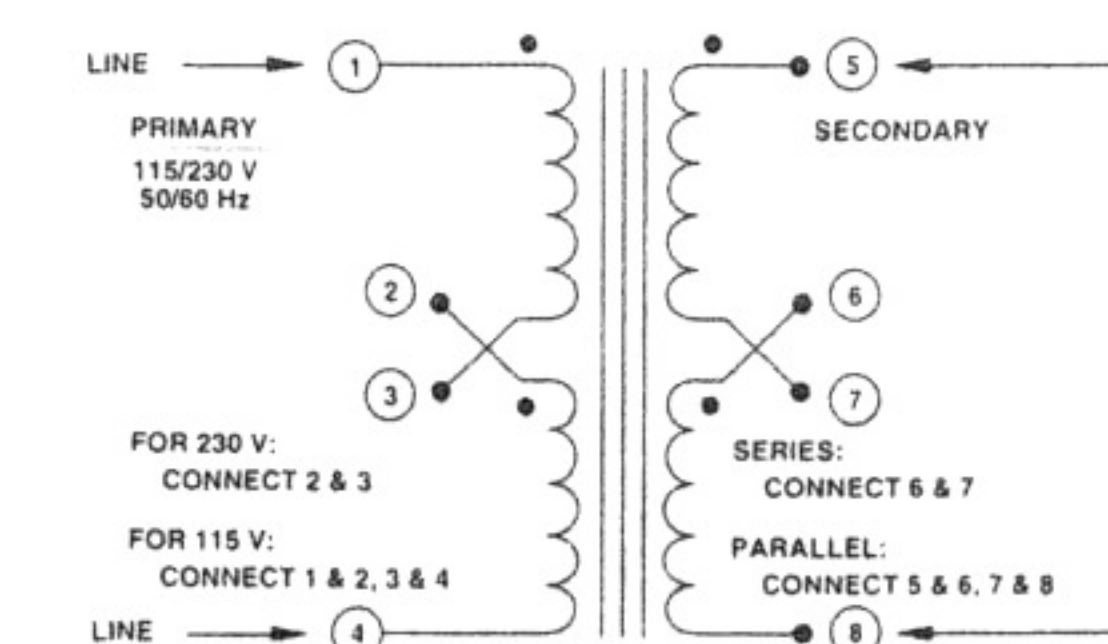 LINE
1
5
PRIMARY
115/230 V
50/60 Hz
SECONDARY
2
6
3
7
FOR 230 V:
CONNECT 2 & 3
SERIES:
CONNECT 6 & 7
FOR 115 V:
CONNECT 1 & 2, 3 & 4
PARALLEL:
CONNECT 5 & 6, 7 & 8
LINE
4
8